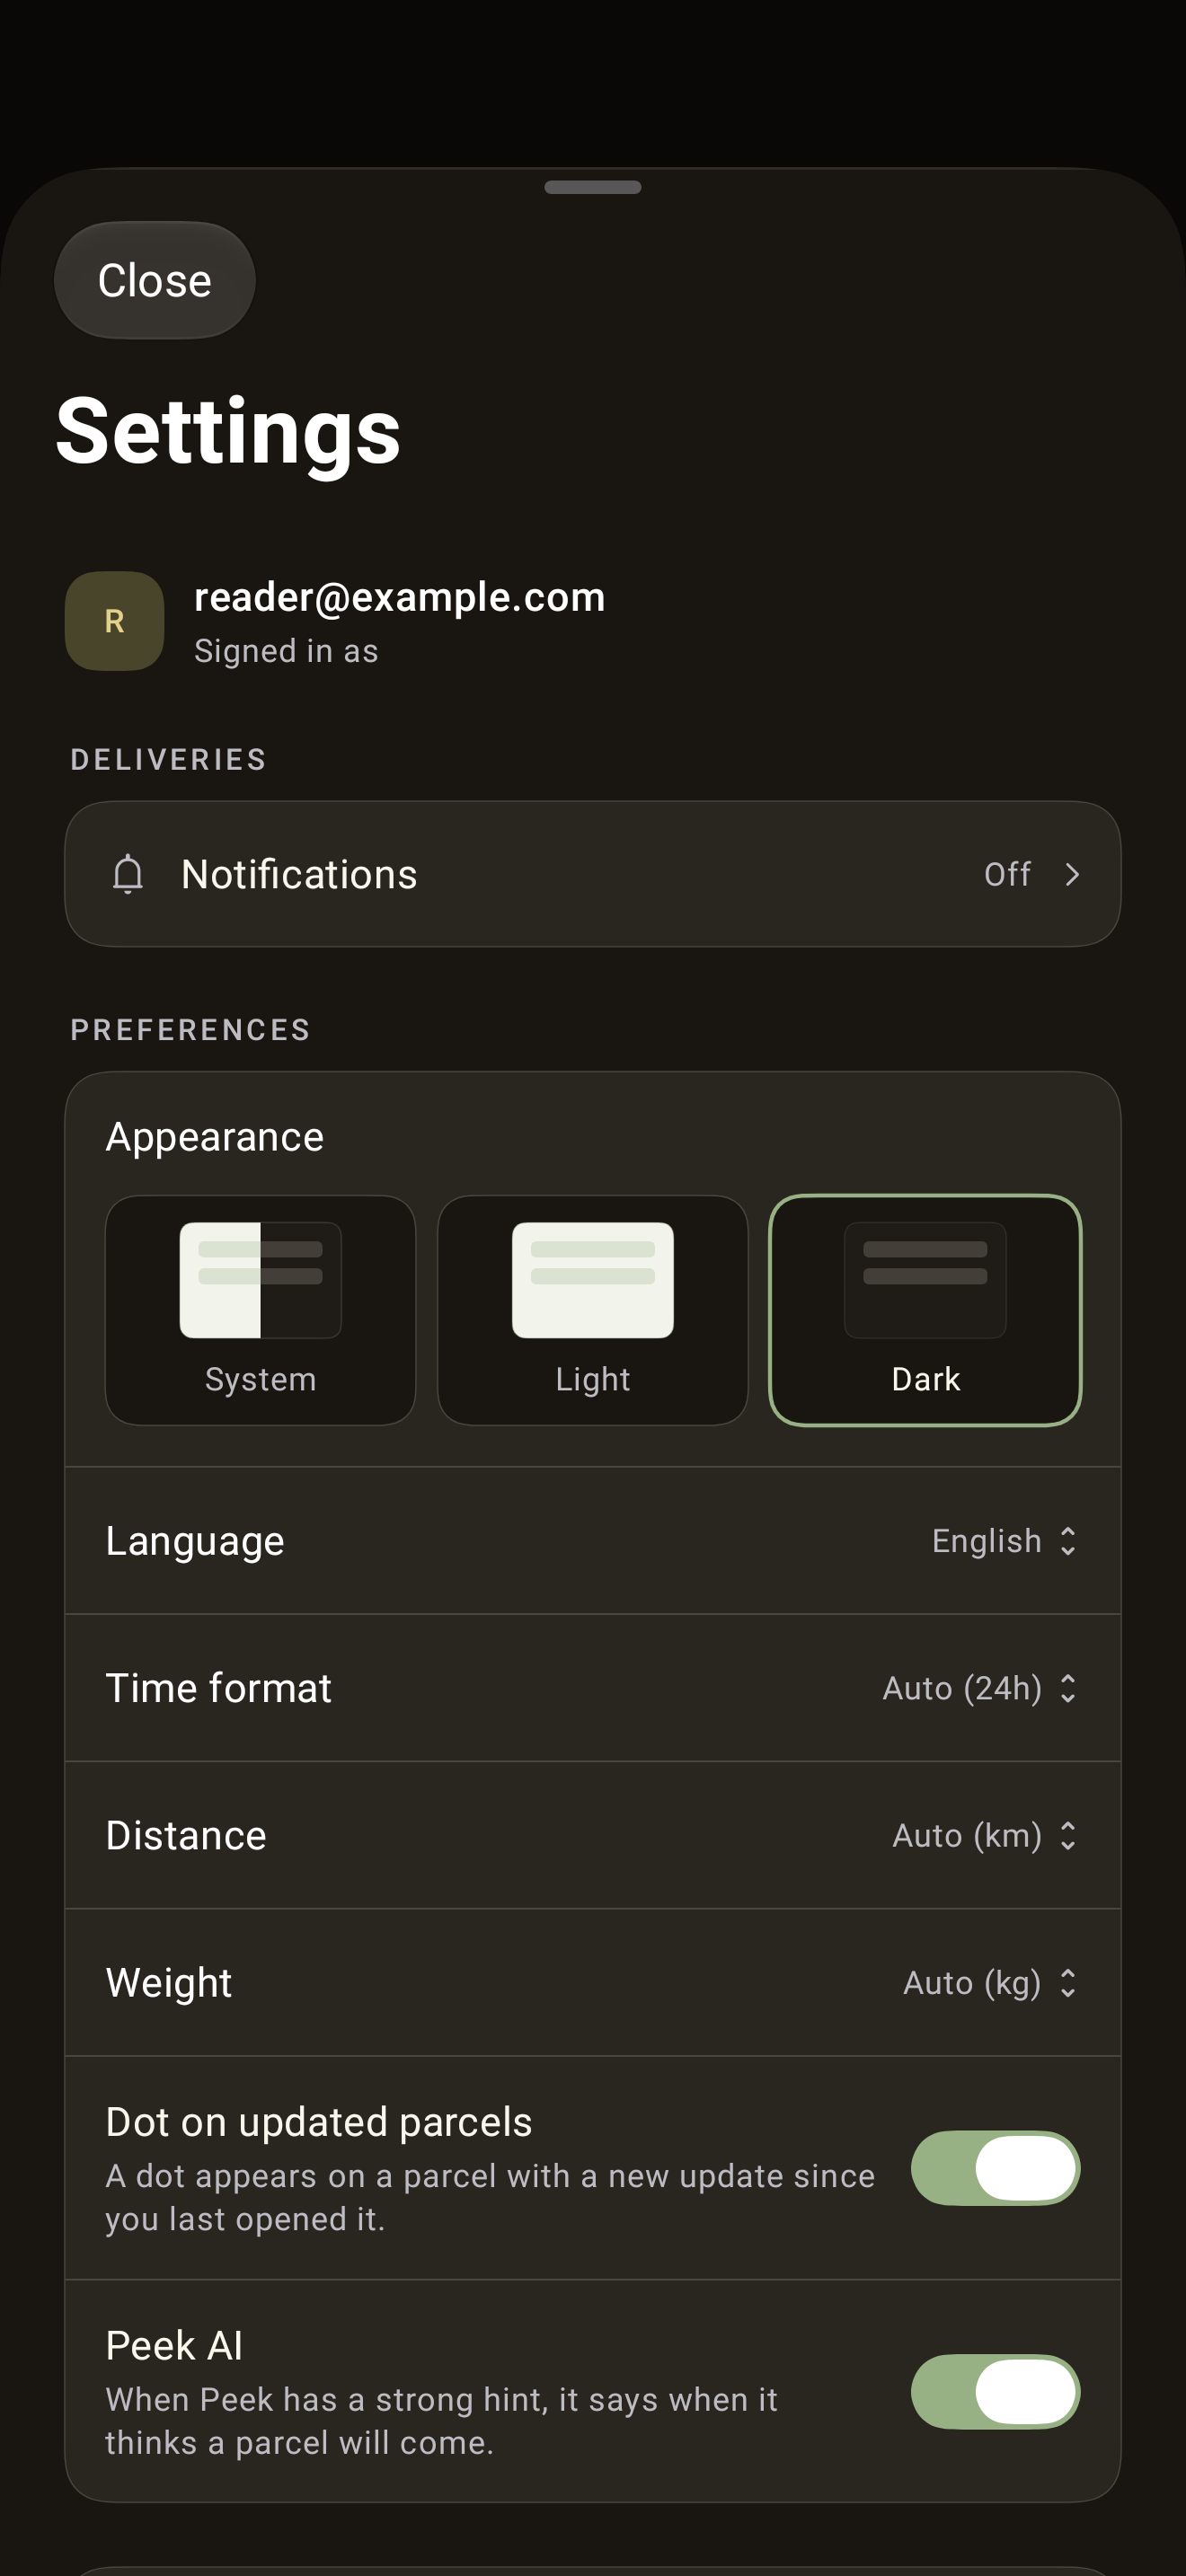 Close
Settings
R
reader@example.com
Signed in as
DELIVERIES
Notifications
Off
PREFERENCES
Appearance
System
Light
Dark
Language
English
Time format
Auto (24h)
Distance
Auto (km)
Weight
Auto (kg)
Dot on updated parcels
A dot appears on a parcel with a new update since
you last opened it.
Peek AI
When Peek has a strong hint, it says when it
thinks a parcel will come.